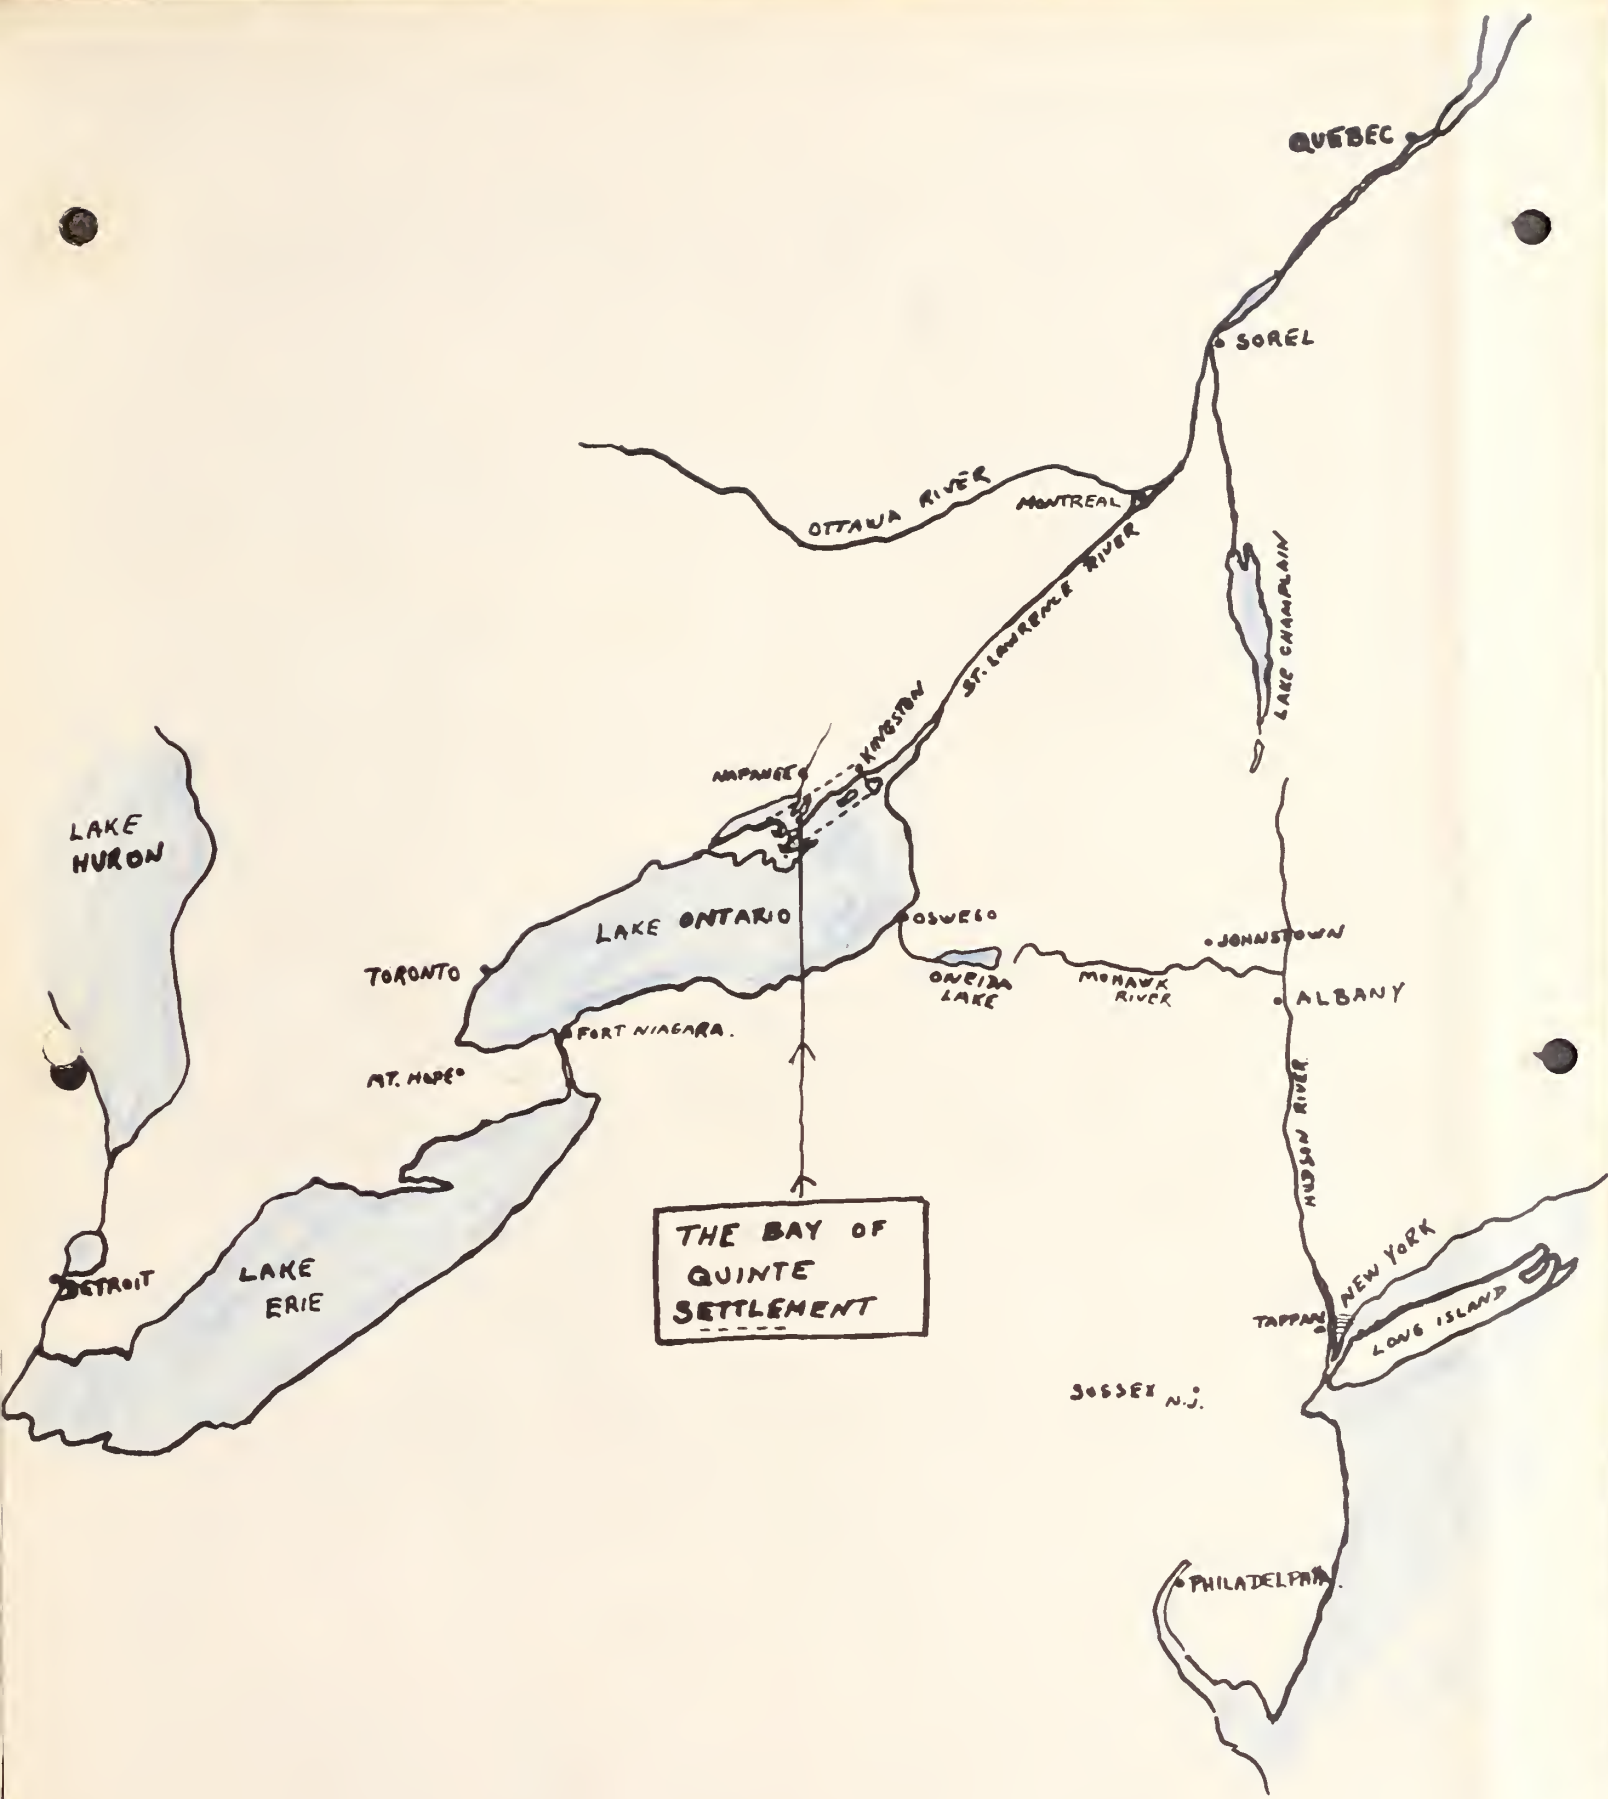 QUEBEC
SOREL
OTTAWA RIVER
MONTREAL
ST. LAWRENCE RIVER
LAKE CHAMPLAIN
KINGSTON
NAPANEE
LAKE
HURON
LAKE ONTARIO
OSWEGO
JOHNSTOWN
TORONTO
ONEIDA
LAKE
MOHAWK
RIVER
ALBANY
FORT NIAGARA.
MT. HOPE
HUDSON RIVER
THE BAY OF
QUINTE
SETTLEMENT
DETROIT
LAKE
ERIE
NEW YORK
TAPPAN
LONG ISLAND
SUSSEX N.J.
PHILADELPHIA.